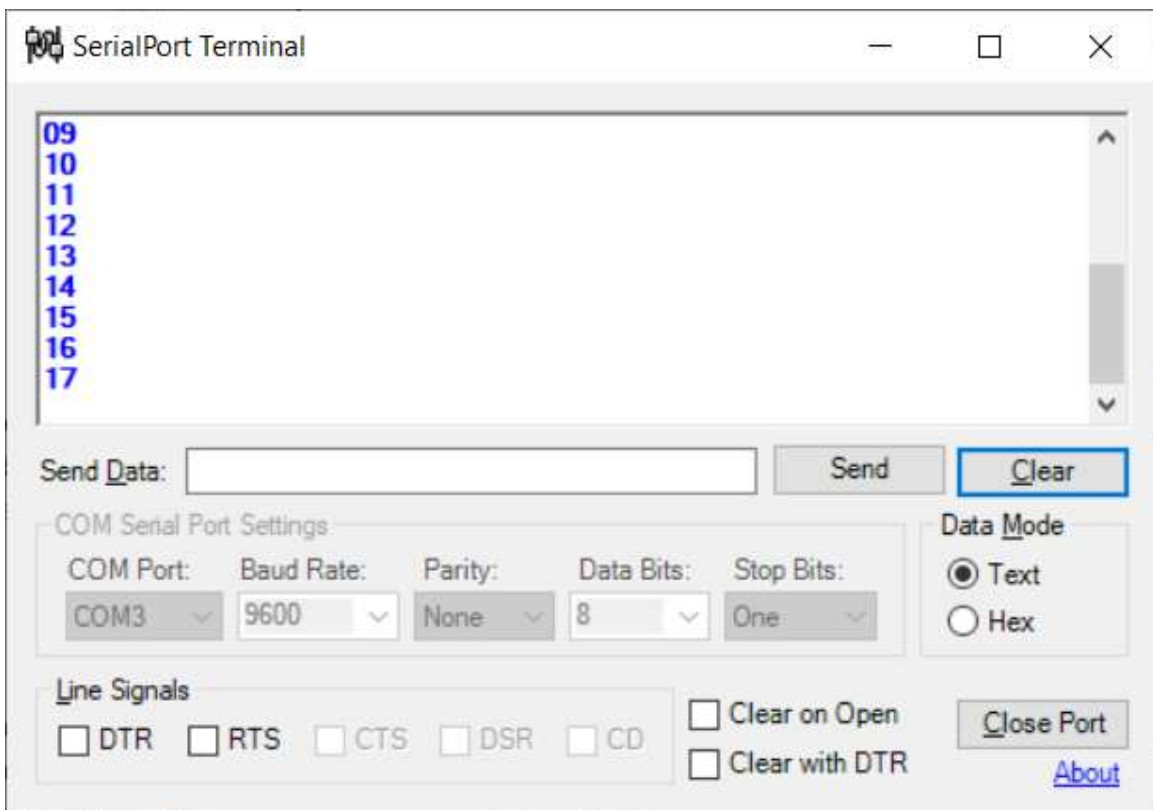 SerialPort Terminal
09
10
11
12
13
14
15
16
17
Send Data:
Send
Clear
COM Serial Port Settings
COM Port: Baud Rate: Parity: Data Bits: Stop Bits:
COM3 9600 None 8 One
Data Mode
Text
Hex
Line Signals
DTR RTS CTS DSR CD
Clear on Open
Clear with DTR
Close Port
About